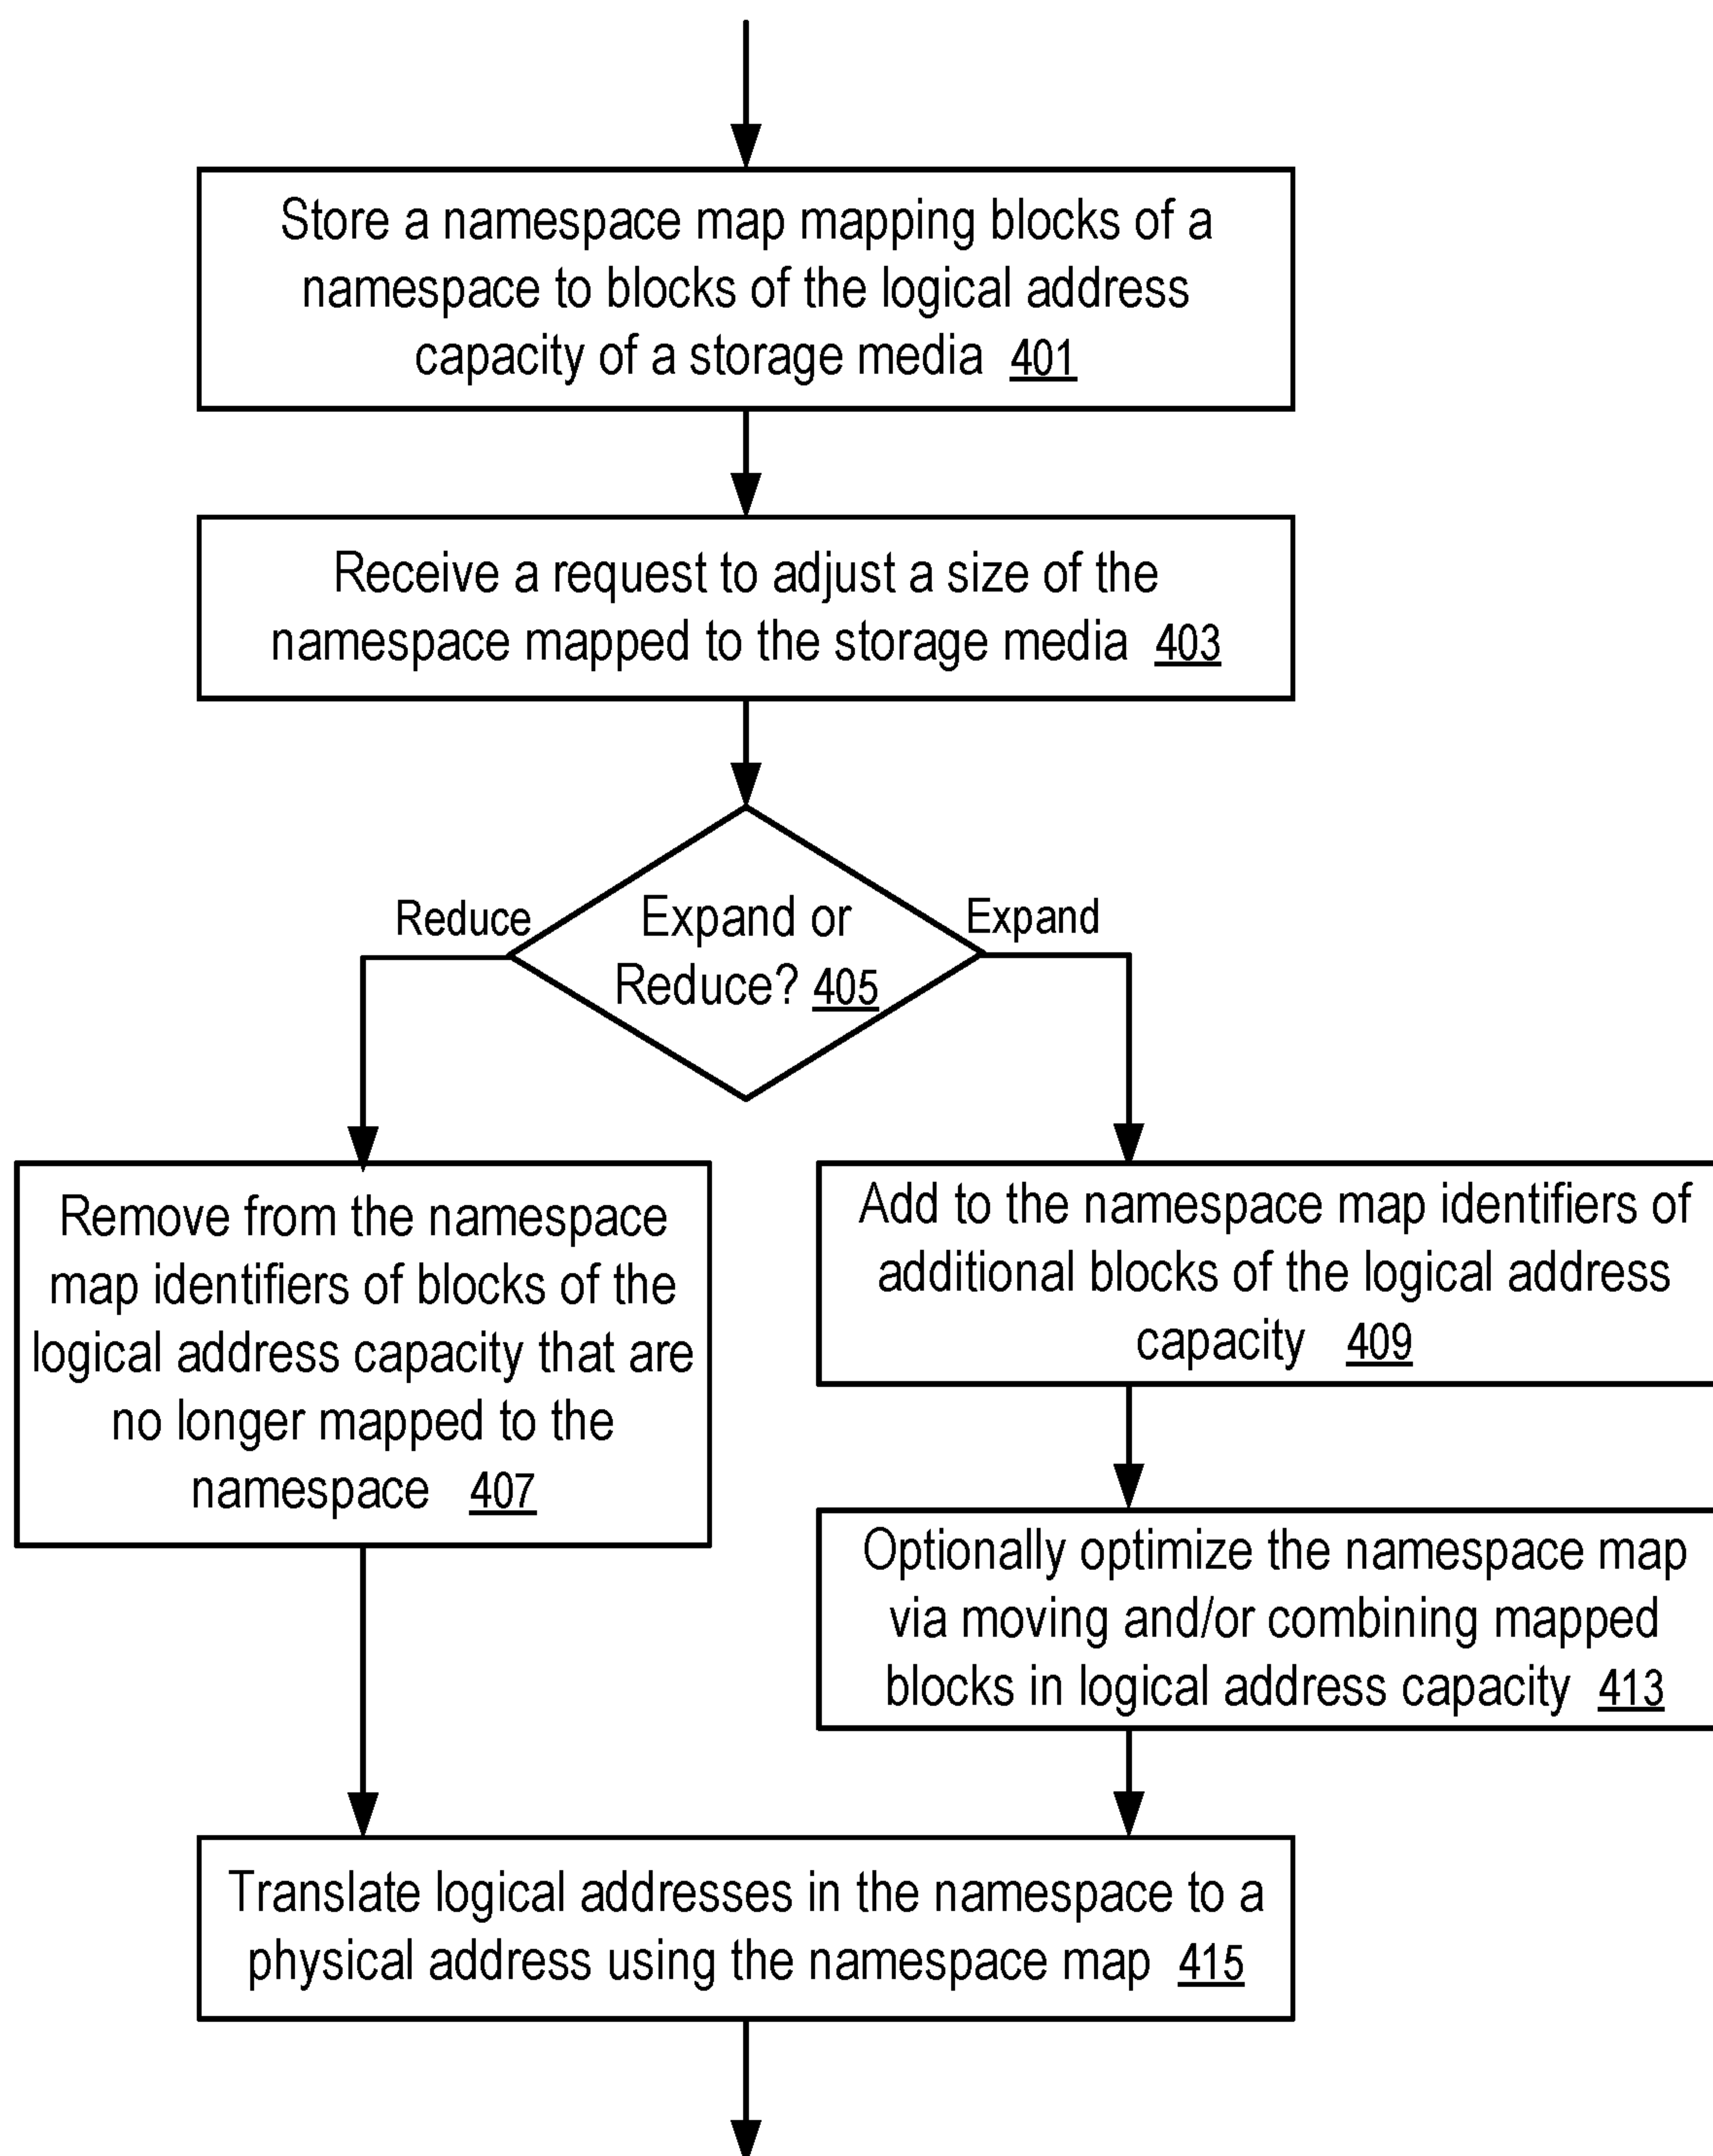 Store a namespace map mapping blocks of a
namespace to blocks of the logical address
capacity of a storage media 401
Receive a request to adjust a size of the
namespace mapped to the storage media 403
Reduce
Expand or
Reduce? 405
Expand
Remove from the namespace
map identifiers of blocks of the
logical address capacity that are
no longer mapped to the
namespace 407
Add to the namespace map identifiers of
additional blocks of the logical address
capacity 409
Optionally optimize the namespace map
via moving and/or combining mapped
blocks in logical address capacity 413
Translate logical addresses in the namespace to a
physical address using the namespace map 415